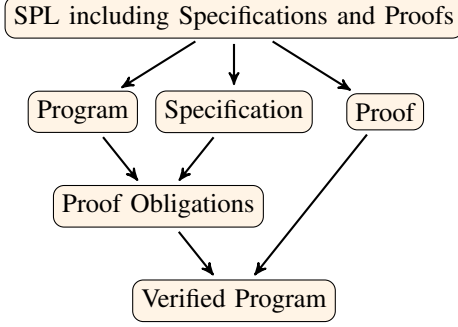 SPL including Specifications and Proofs
Program
Specification
Proof
Proof Obligations
Verified Program